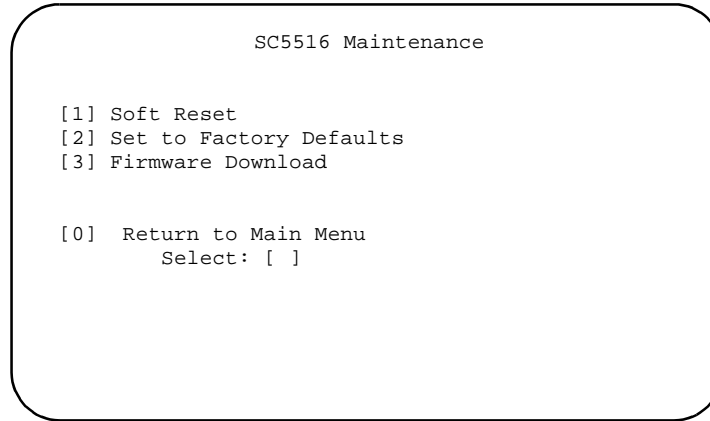 SC5516 Maintenance
[1] Soft Reset
[2] Set to Factory Defaults
[3] Firmware Download
[0] Return to Main Menu
Select: [ ]